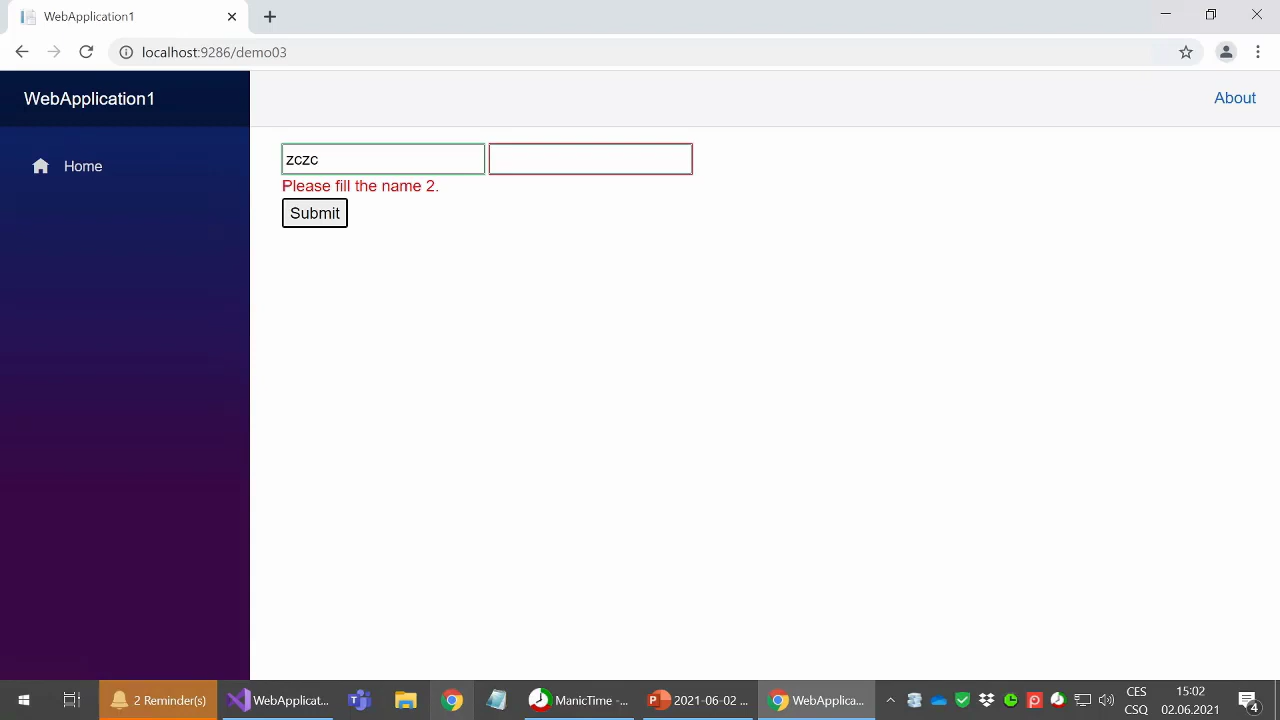 WebApplication1
localhost:9286/demo03
WebApplication1
About
Home
zczc
Please fill the name 2.
Submit
2 Reminder(s)
WebApplicat...
ManicTime -...
2021-06-02 ...
WebApplica...
CES
CSQ
15:02
02.06.2021
4